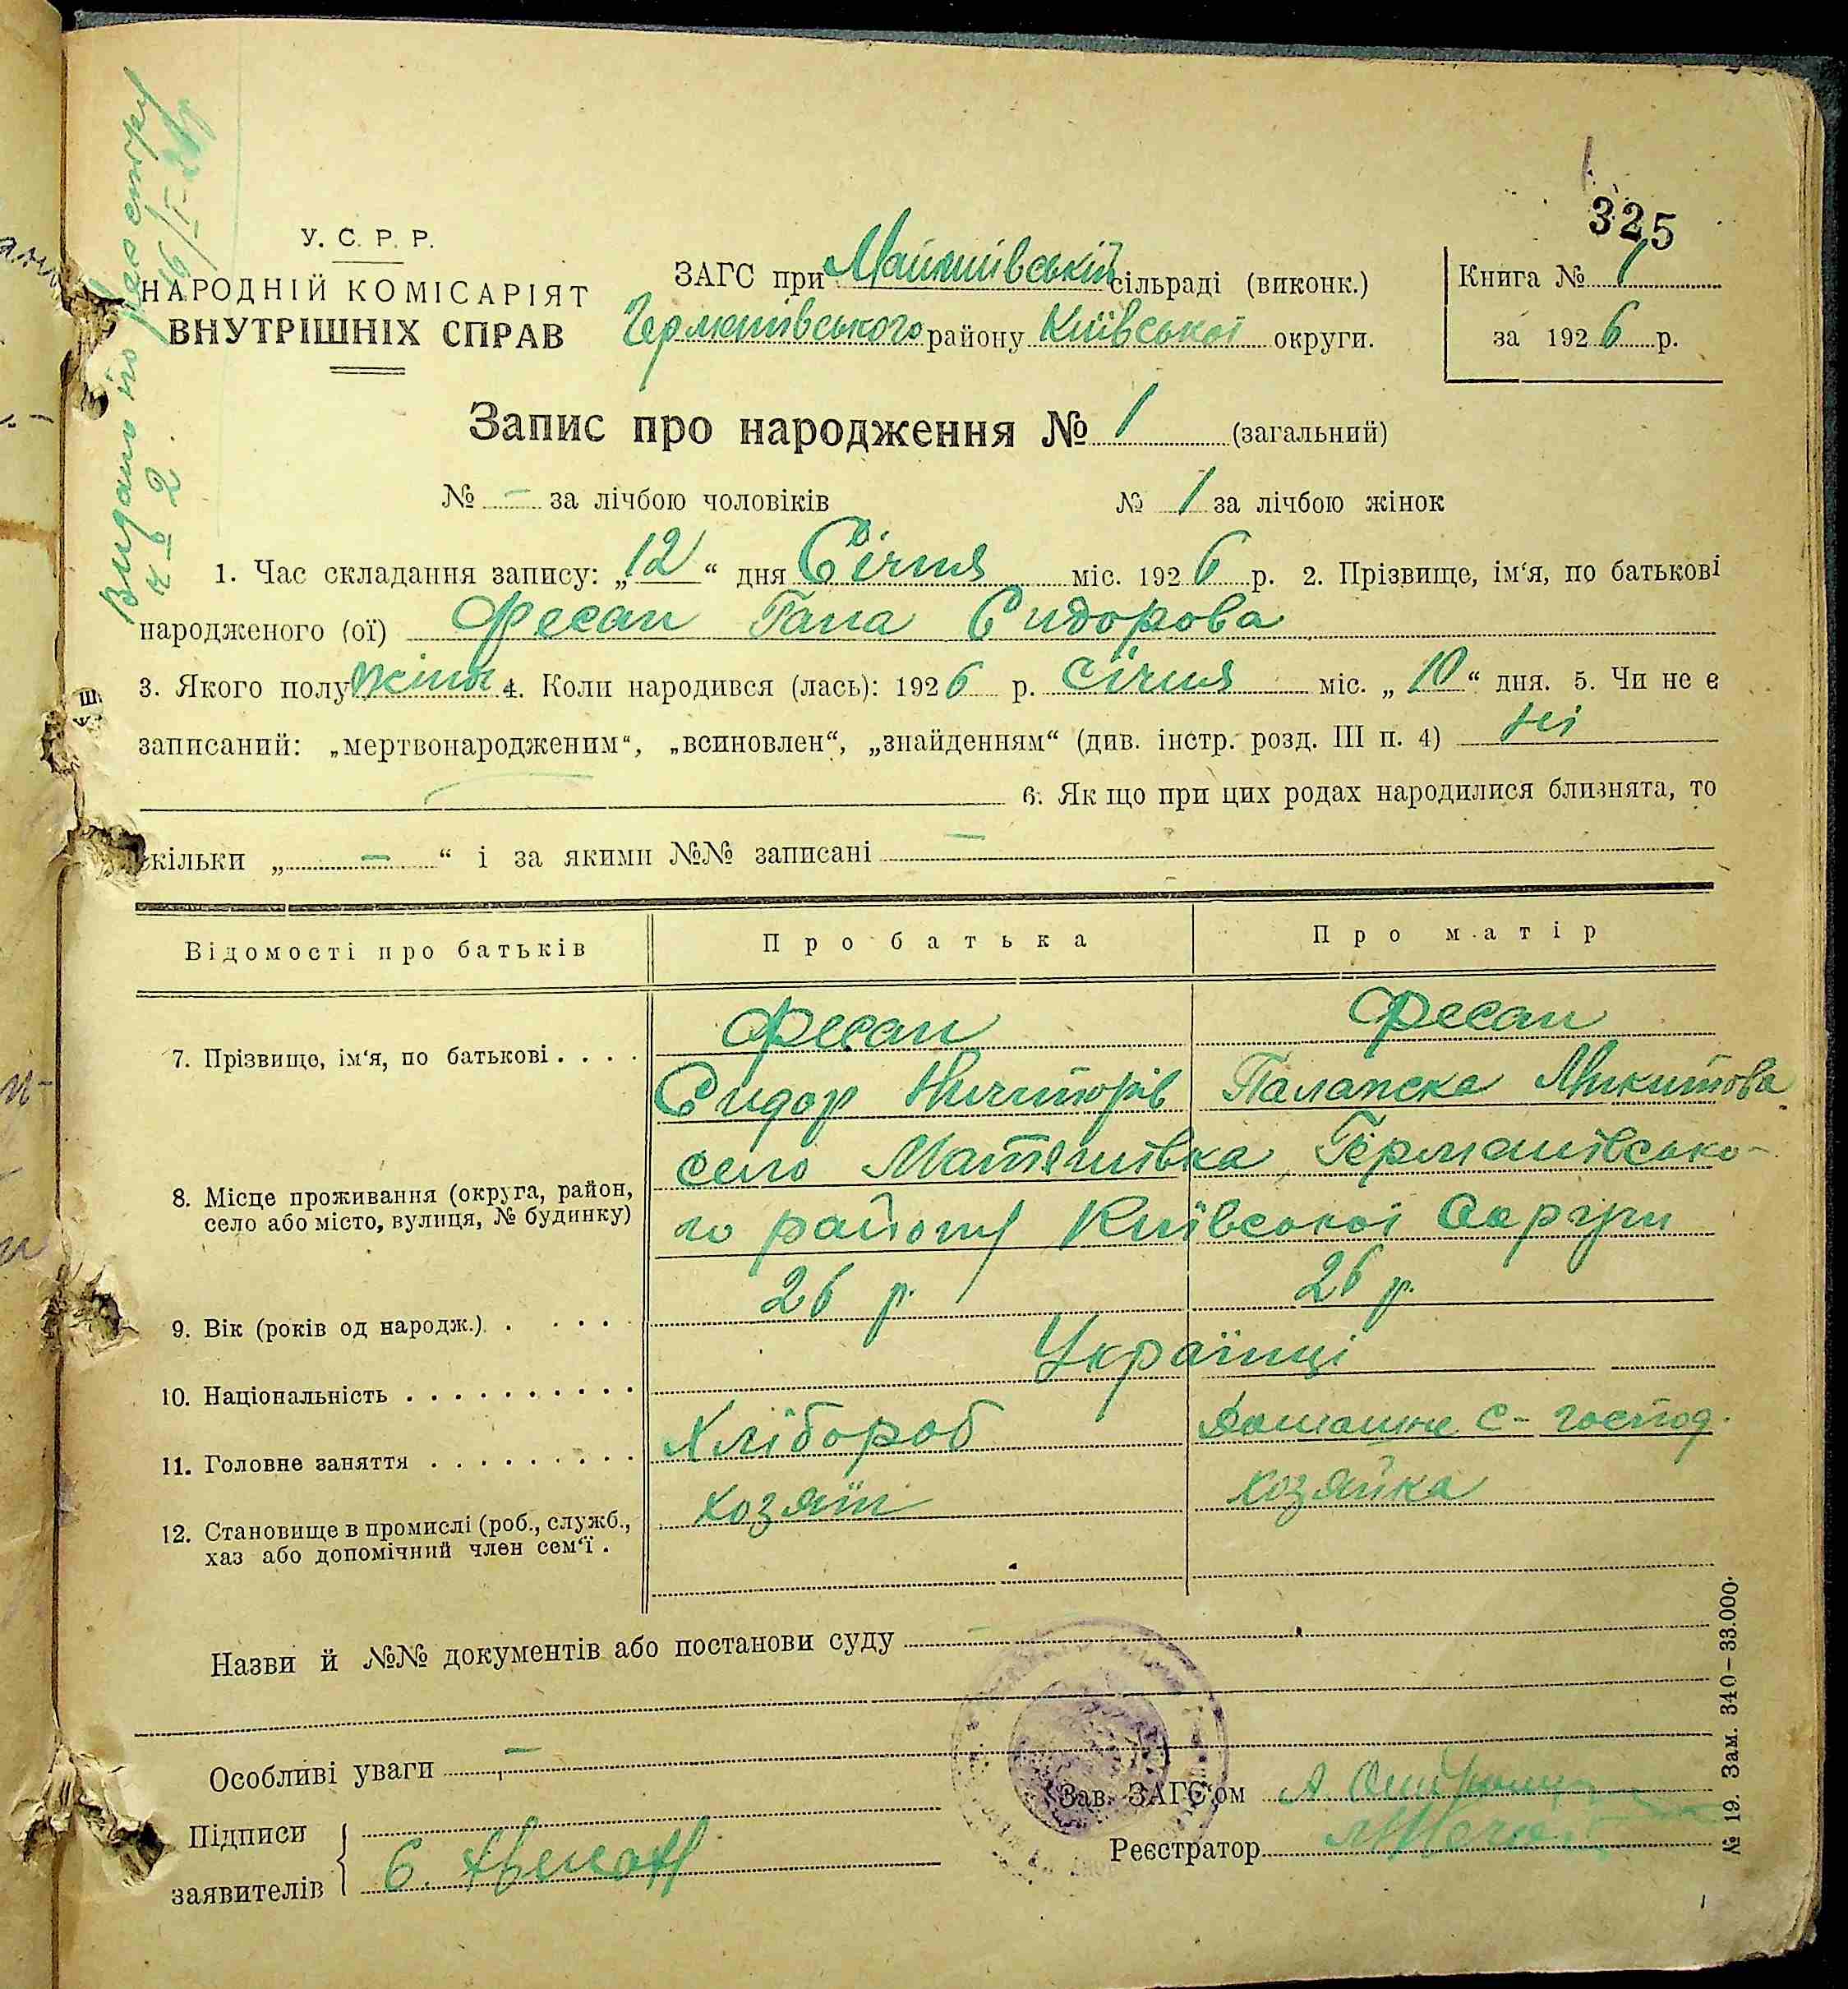 325
У. С. Р. Р.
НАРОДНІЙ КОМІСАРІЯТ
ВНУТРІШНІХ СПРАВ
ЗАГС при сільраді (виконк.)
району Київської округи.
Книга № 1
за 1926 р.
Запис про народження № 1 (загальний)
№ – за лічбою чоловіків № 1 за лічбою жінок
1. Час складання запису: „12“ дня Січня міс. 1926 р. 2. Прізвище, ім‘я, по батькові
народженого (ої) Фесан Гана Сидорова
3. Якого полу 4. Коли народився (лась): 1926 р. січня міс. „10“ дня. 5. Чи не є
записаний: „мертвонародженим“, „всиновлен“, „знайденням“ (див. інстр. розд. III п. 4) ні
6. Як що при цих родах народилися близнята, то
скільки „ – “ і за якими №№ записані –
Відомості про батьків Про батька Про матір
7. Прізвище, ім‘я, по батькові . . . . Фесан Фесан
Сидор Палажка Микитова
8. Місце проживання (округа, район,
село або місто, вулиця, № будинку)
село Матяшівка Германівсько-
го району Київської Округи
9. Вік (років од народж.). . . . . . 26 р. 26 р.
10. Національність . . . . . . . . . . Українці
11. Головне заняття . . . . . . . . . Хлібороб Домашне с-господ.
12. Становище в промислі (роб., служб.,
хаз або допомічний член сем‘ї . хозяїн хозяйка
Назви й №№ документів або постанови суду –
Особливі уваги –
Підписи
заявителів
Зав. ЗАГС‘ом
Реєстратор
№ 19. Зам. 340–33.000.